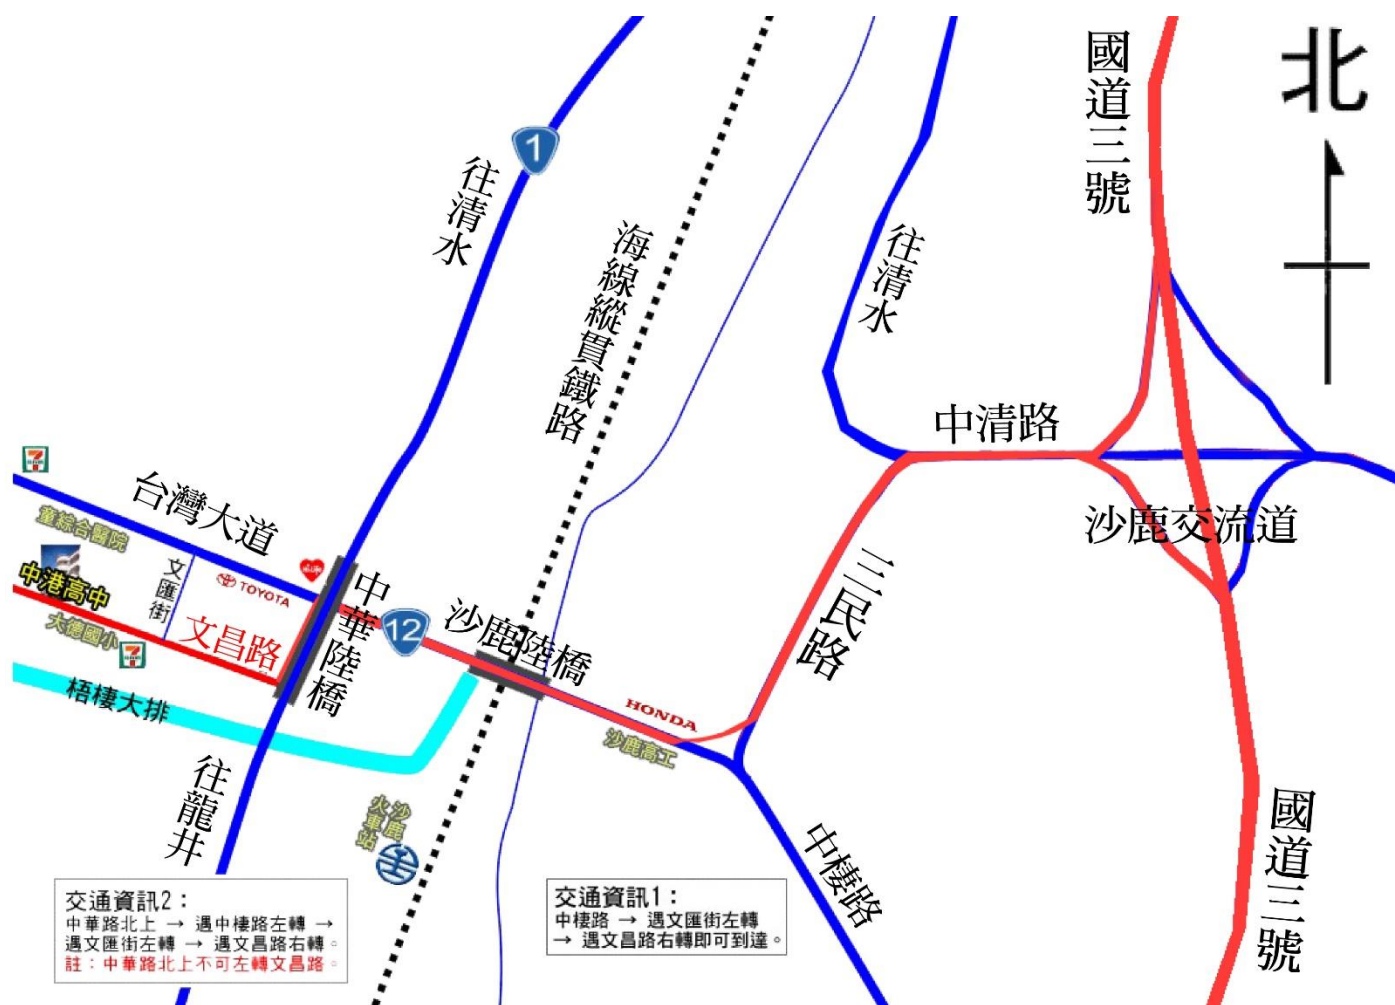 北
國道三號
1
往清水
海線縱貫鐵路
往清水
中清路
沙鹿交流道
台灣大道
童綜合醫院
中港高中
文匯街
TOYOTA
大德國小
文昌路
中華陸橋
12
沙鹿陸橋
三民路
HONDA
沙鹿高工
梧棲大排
往龍井
沙鹿
火車站
中棲路
國道三號
交通資訊2：
中華路北上 → 遇中棲路左轉 →
遇文匯街左轉 → 遇文昌路右轉。
註：中華路北上不可左轉文昌路。
交通資訊1：
中棲路 → 遇文匯街左轉
→ 遇文昌路右轉即可到達。